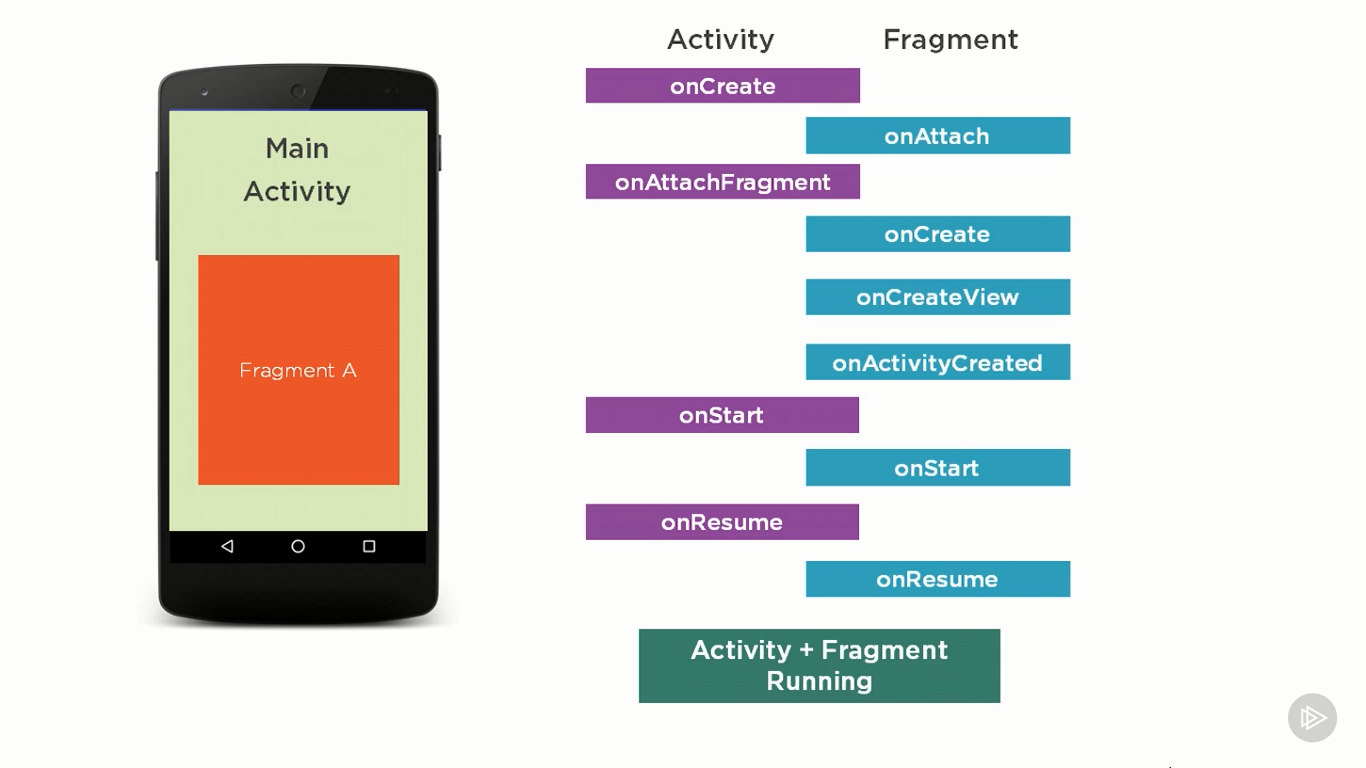 Activity
Fragment
onCreate
onAttach
onAttachFragment
onCreate
onCreateView
onActivityCreated
onStart
onStart
onResume
onResume
Activity + Fragment
Running
Main
Activity
Fragment A